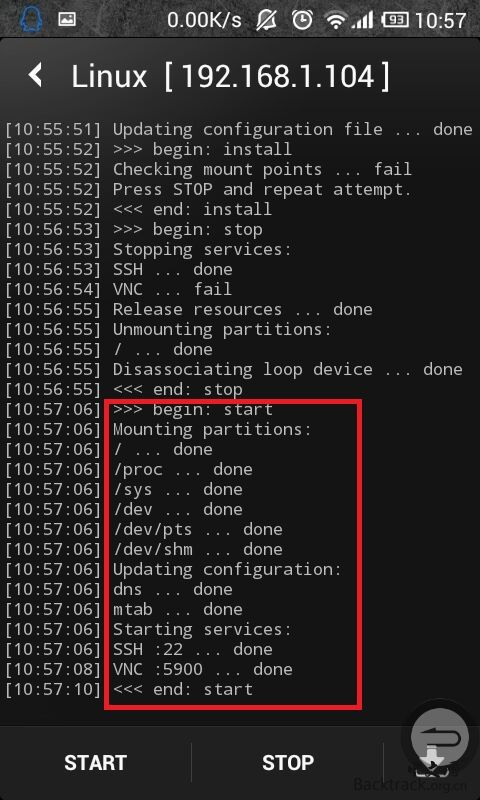 0.00K/s 93 10:57
Linux [ 192.168.1.104 ]
[10:55:51] Updating configuration file ... done
[10:55:52] >>> begin: install
[10:55:52] Checking mount points ... fail
[10:55:52] Press STOP and repeat attempt.
[10:55:52] <<< end: install
[10:56:53] >>> begin: stop
[10:56:53] Stopping services:
[10:56:53] SSH ... done
[10:56:54] VNC ... fail
[10:56:55] Release resources ... done
[10:56:55] Unmounting partitions:
[10:56:55] / ... done
[10:56:55] Disassociating loop device ... done
[10:56:55] <<< end: stop
[10:57:06] >>> begin: start
[10:57:06] Mounting partitions:
[10:57:06] / ... done
[10:57:06] /proc ... done
[10:57:06] /sys ... done
[10:57:06] /dev ... done
[10:57:06] /dev/pts ... done
[10:57:06] /dev/shm ... done
[10:57:06] Updating configuration:
[10:57:06] dns ... done
[10:57:06] mtab ... done
[10:57:06] Starting services:
[10:57:06] SSH :22 ... done
[10:57:08] VNC :5900 ... done
[10:57:10] <<< end: start
START STOP
Backtrack.org.cn